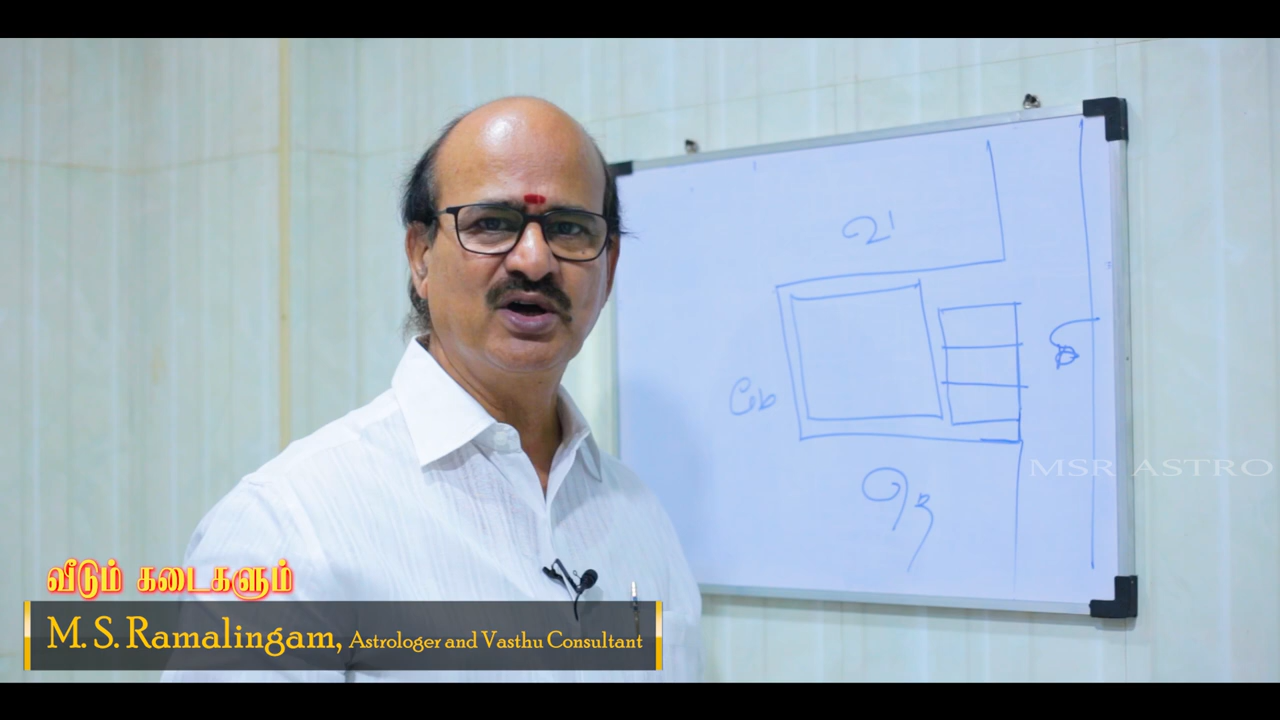 வ
கி
மே
தெ
MSR ASTRO
வீடும் கடைகளும்
M. S. Ramalingam, Astrologer and Vasthu Consultant